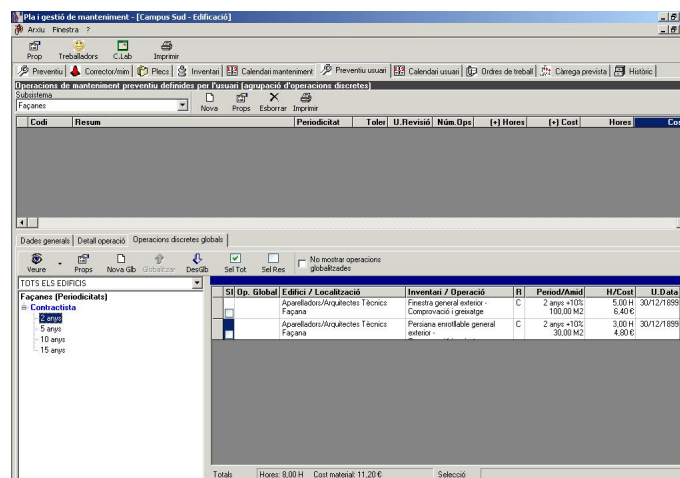 Pla i gestió de manteniment - [Campus Sud - Edificació]
Arxiu Finestra ?
Prop Treballadors C.Lab Imprimir
Preventiu Corrector/mim Plecs Inventari Calendari manteniment Preventiu usuari Calendari usuari Ordres de treball Càrrega prevista Històric
Operacions de manteniment preventiu definides per l'usuari (agrupació d'operacions discretes)
Subsistema
Façanes
Nova Props Esborrar Imprimir
Codi Resum Periodicitat Toler U.Revisió Núm.Ops (+) Hores (+) Cost Hores Cos
Dades generals Detall operació Operacions discretes globals
Veure Props Nova Glb Globalitzar DesGlb Sel Tot Sel Res No mostrar operacions
globalitzades
TOTS ELS EDIFICIS
Façanes (Periodicitats)
Contractista
2 anys
5 anys
10 anys
15 anys
Sl Op. Global Edifici / Localització Inventari / Operació R Period/Amid H/Cost U.Data
Aparelladors/Arquitectes Tècnics Finestra general exterior - C 2 anys +10% 5,00 H 30/12/1899
Façana Comprovació i greixatge 100,00 M2 6,40 €
Aparelladors/Arquitectes Tècnics Persiana enrotllable general C 2 anys +10% 3,00 H 30/12/1899
Façana exterior - 30,00 M2 4,80 €
Totals Hores: 8,00 H Cost material: 11,20 € Selecció